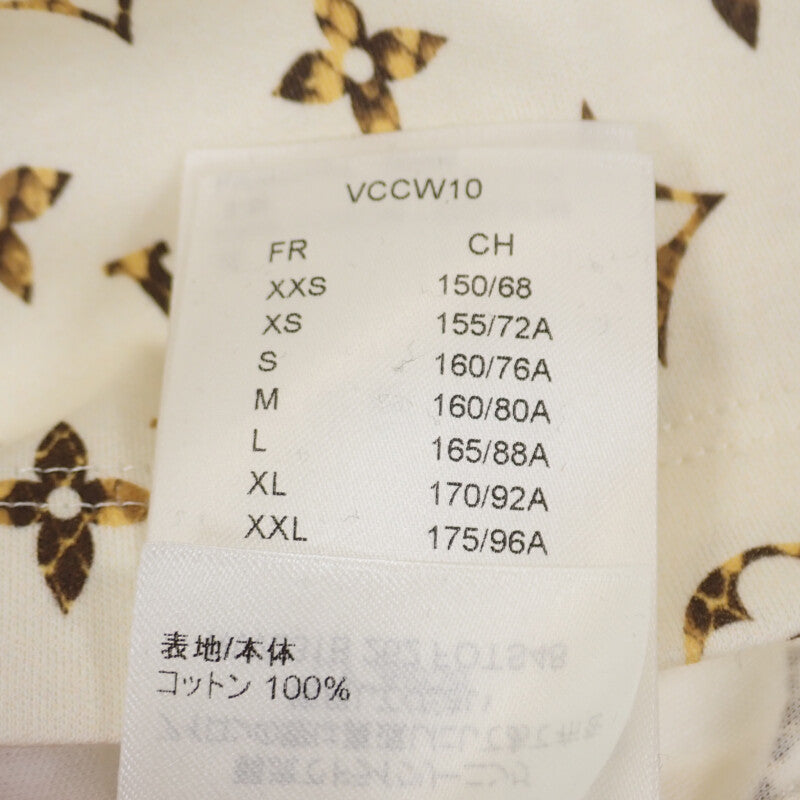 VCCW10
FR CH
XXS 150/68
XS 155/72A
S 160/76A
M 160/80A
L 165/88A
XL 170/92A
XXL 175/96A
表地/本体
コットン 100%